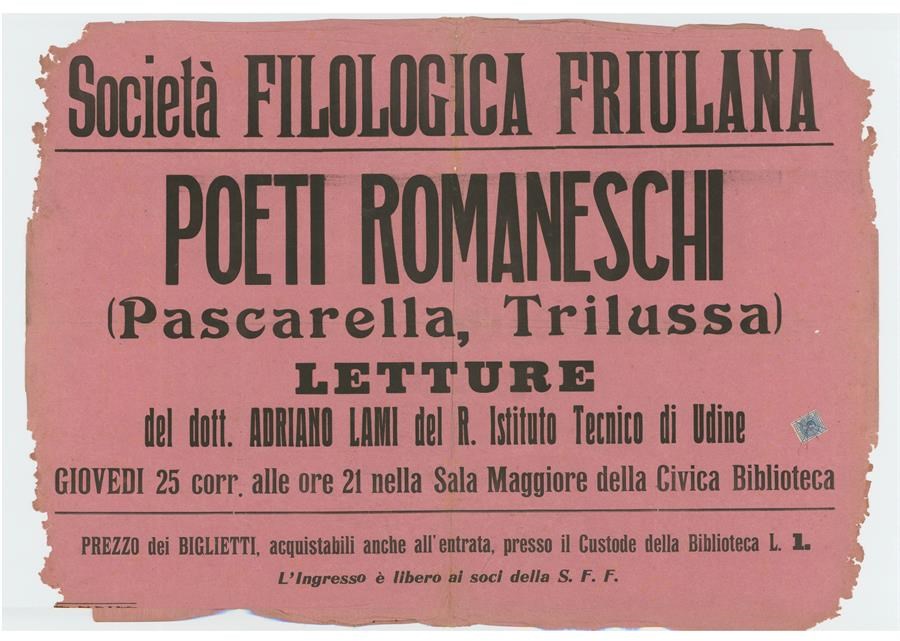 Società FILOLOGICA FRIULANA
POETI ROMANESCHI
(Pascarella, Trilussa)
LETTURE
del dott. ADRIANO LAMI del R. Istituto Tecnico di Udine
GIOVEDI 25 corr. alle ore 21 nella Sala Maggiore della Civica Biblioteca
PREZZO dei BIGLIETTI, acquistabili anche all'entrata, presso il Custode della Biblioteca L. 1.
L'Ingresso è libero ai soci della S. F. F.